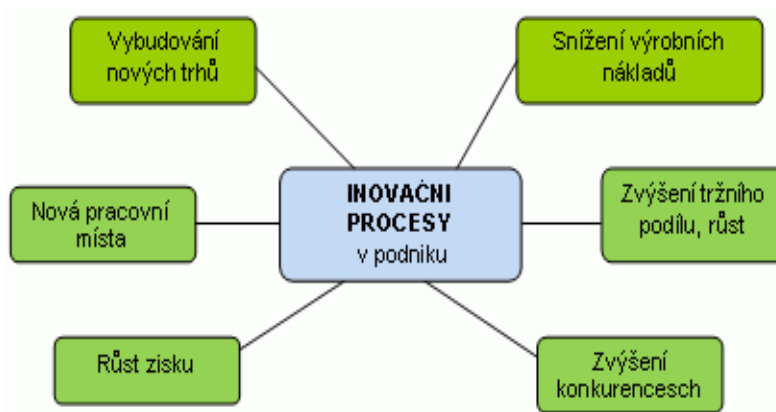 Vybudování
nových trhů
Snížení výrobních
nákladů
INOVAČNI
PROCESY
v podniku
Nová pracovní
místa
Zvýšení tržního
podílu, růst
Růst zisku
Zvýšení
konkurencesch